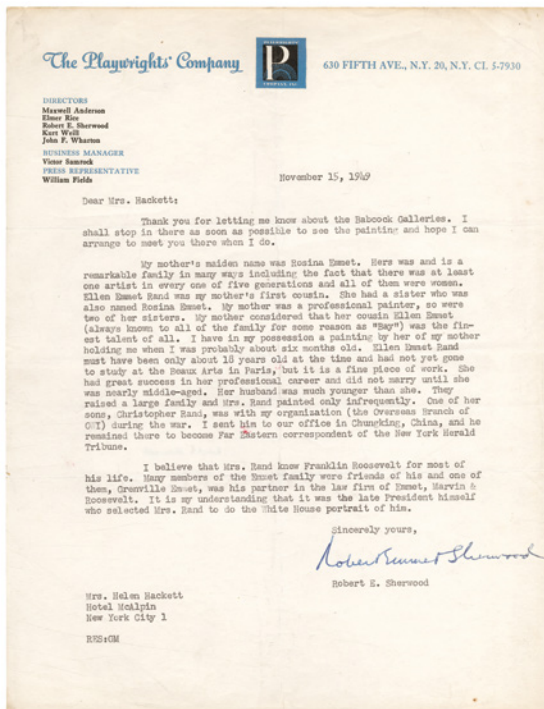 The Playwrights' Company
PLAYWRIGHTS
P
COMPANY INC
630 FIFTH AVE., N.Y. 20, N.Y. CI. 5-7930
DIRECTORS
Maxwell Anderson
Elmer Rice
Robert E. Sherwood
Kurt Weill
John F. Wharton
BUSINESS MANAGER
Victor Samrock
PRESS REPRESENTATIVE
William Fields
November 15, 1949
Dear Mrs. Hackett:
Thank you for letting me know about the Babcock Galleries. I
shall stop in there as soon as possible to see the painting and hope I can
arrange to meet you there when I do.
My mother's maiden name was Rosina Emmet. Hers was and is a
remarkable family in many ways including the fact that there was at least
one artist in every one of five generations and all of them were women.
Ellen Emmet Rand was my mother's first cousin. She had a sister who was
also named Rosina Emmet. My mother was a professional painter, so were
two of her sisters. My mother considered that her cousin Ellen Emmet
(always known to all of the family for some reason as "Bay") was the fin-
est talent of all. I have in my possession a painting by her of my mother
holding me when I was probably about six months old. Ellen Emmet Rand
must have been only about 18 years old at the time and had not yet gone
to study at the Beaux Arts in Paris, but it is a fine piece of work. She
had great success in her professional career and did not marry until she
was nearly middle-aged. Her husband was much younger than she. They
raised a large family and Mrs. Rand painted only infrequently. One of her
sons, Christopher Rand, was with my organization (the Overseas Branch of
OWI) during the war. I sent him to our office in Chungking, China, and he
remained there to become Far Eastern correspondent of the New York Herald
Tribune.
I believe that Mrs. Rand knew Franklin Roosevelt for most of
his life. Many members of the Emmet family were friends of his and one of
them, Grenville Emmet, was his partner in the law firm of Emmet, Marvin &
Roosevelt. It is my understanding that it was the late President himself
who selected Mrs. Rand to do the White House portrait of him.
Sincerely yours,
Robert Emmet Sherwood
Robert E. Sherwood
Mrs. Helen Hackett
Hotel McAlpin
New York City 1
RES:GM